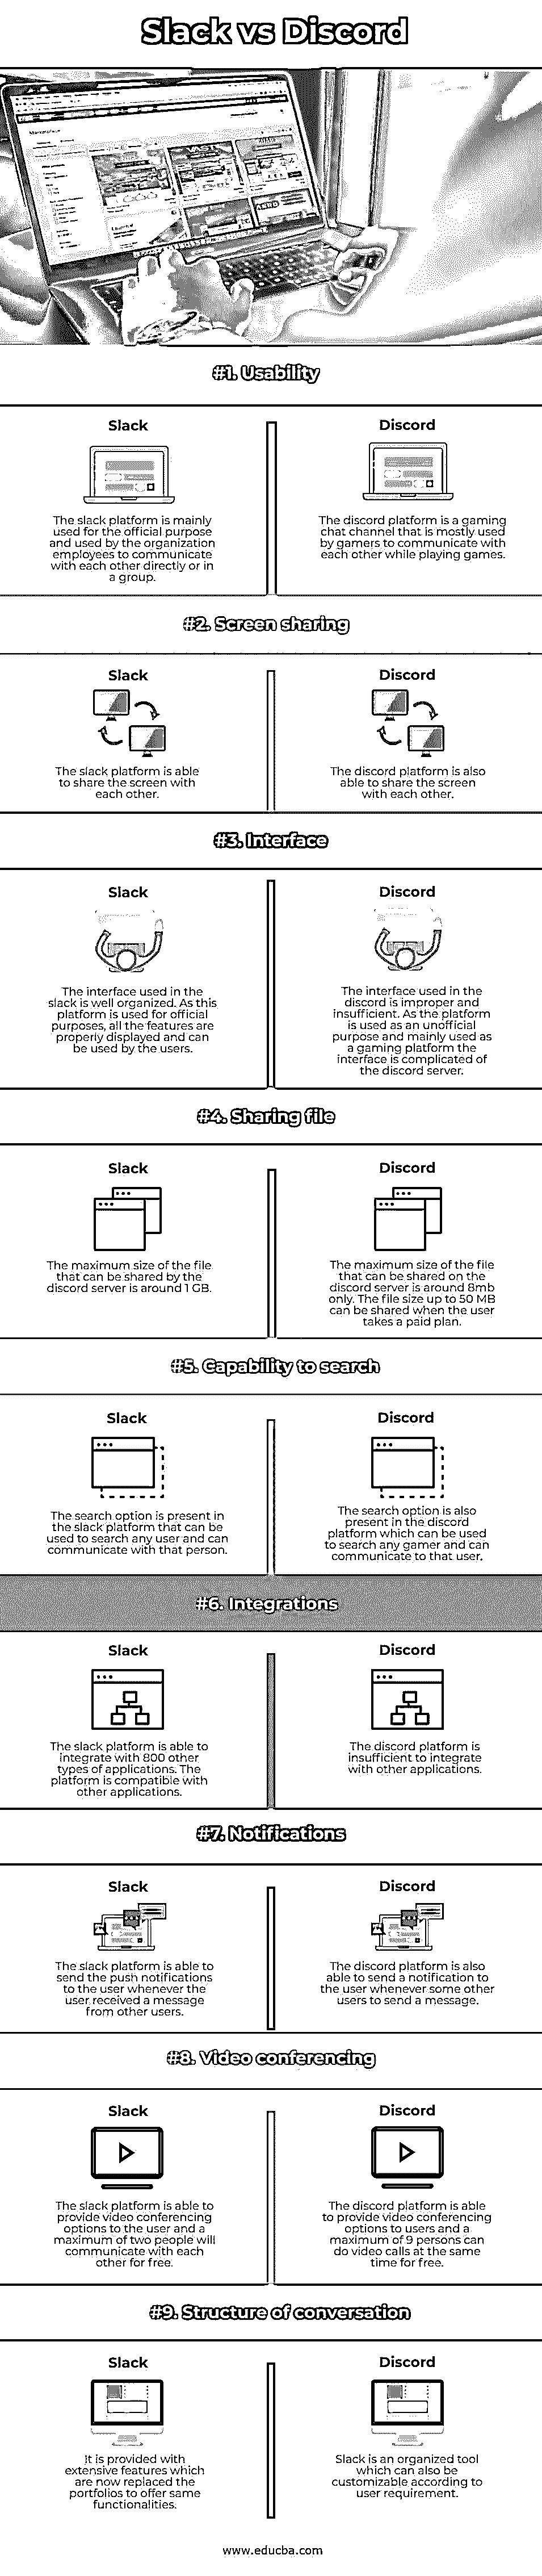 Slack vs Discord
#1. Usability
Slack
The slack platform is mainly
used for the official purpose
and used by the organization
employees to communicate
with each other directly or in
a group.
Discord
The discord platform is a gaming
chat channel that is mostly used
by gamers to communicate with
each other while playing games.
#2. Screen sharing
Slack
The slack platform is able
to share the screen with
each other.
Discord
The discord platform is also
able to share the screen
with each other.
#3. Interface
Slack
The interface used in the
slack is well organized. As this
platform is used for official
purposes, all the features are
properly displayed and can
be used by the users.
Discord
The interface used in the
discord is improper and
insufficient. As the platform
is used as an unofficial
purpose and mainly used as
a gaming platform the
interface is complicated of
the discord server.
#4. Sharing file
Slack
The maximum size of the file
that can be shared by the
discord server is around 1 GB.
Discord
The maximum size of the file
that can be shared on the
discord server is around 8mb
only. The file size up to 50 MB
can be shared when the user
takes a paid plan.
#5. Capability to search
Slack
The search option is present in
the slack platform that can be
used to search any user and can
communicate with that person.
Discord
The search option is also
present in the discord
platform which can be used
to search any gamer and can
communicate to that user.
#6. Integrations
Slack
The slack platform is able to
integrate with 800 other
types of applications. The
platform is compatible with
other applications.
Discord
The discord platform is
insufficient to integrate
with other applications.
#7. Notifications
Slack
The slack platform is able to
send the push notifications
to the user whenever the
user received a message
from other users.
Discord
The discord platform is also
able to send a notification to
the user whenever some other
users to send a message.
#8. Video conferencing
Slack
The slack platform is able to
provide video conferencing
options to the user and a
maximum of two people will
communicate with each
other for free.
Discord
The discord platform is able
to provide video conferencing
options to users and a
maximum of 9 persons can
do video calls at the same
time for free.
#9. Structure of conversation
Slack
It is provided with
extensive features which
are now replaced the
portfolios to offer same
functionalities.
Discord
Slack is an organized tool
which can also be
customizable according to
user requirement.
www.educba.com